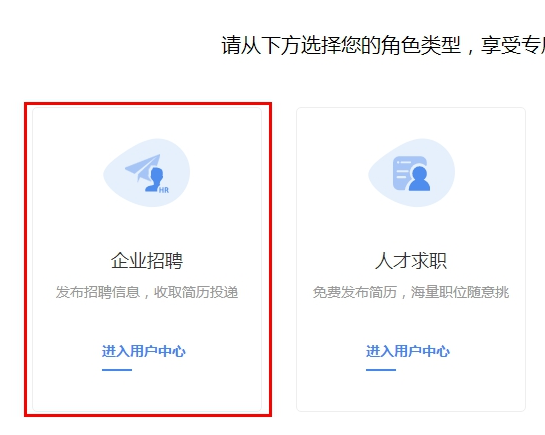 请从下方选择您的角色类型，享受专
HR
企业招聘
发布招聘信息，收取简历投递
进入用户中心
人才求职
免费发布简历，海量职位随意挑
进入用户中心